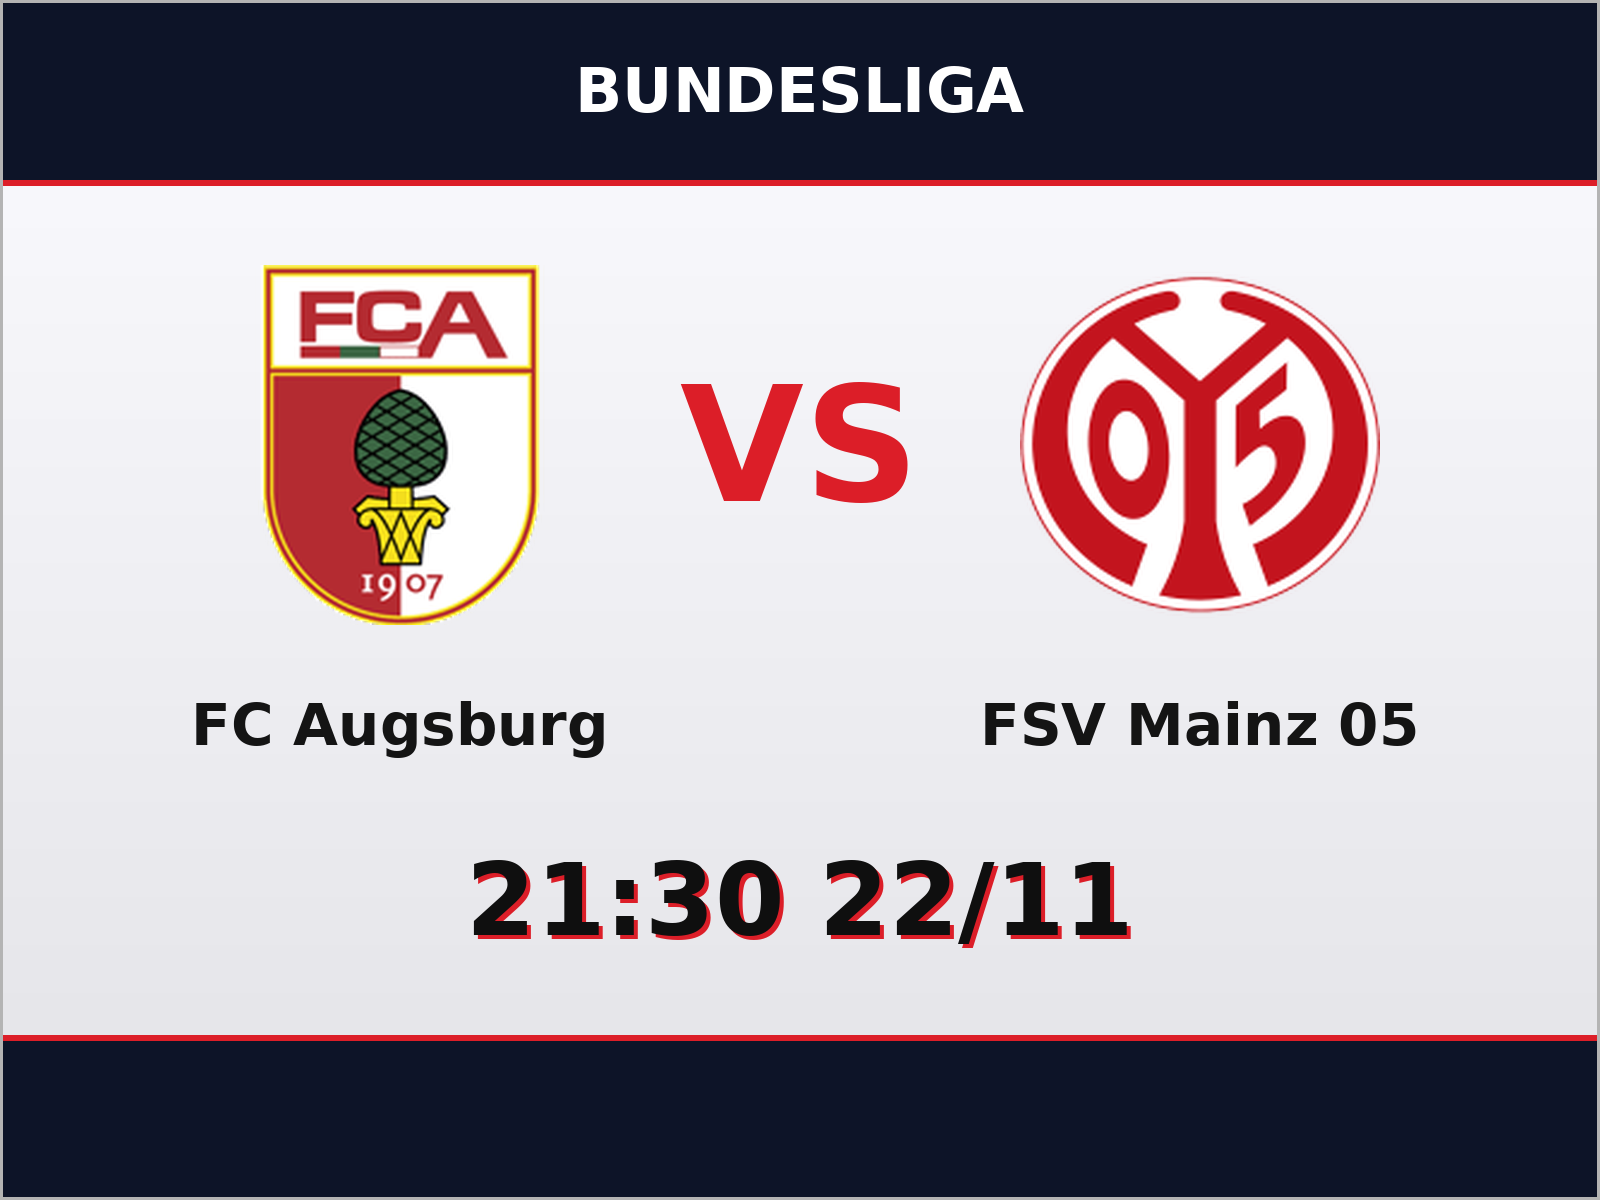 BUNDESLIGA
FCA
1907
VS
05
FC Augsburg
FSV Mainz 05
21:30 22/11